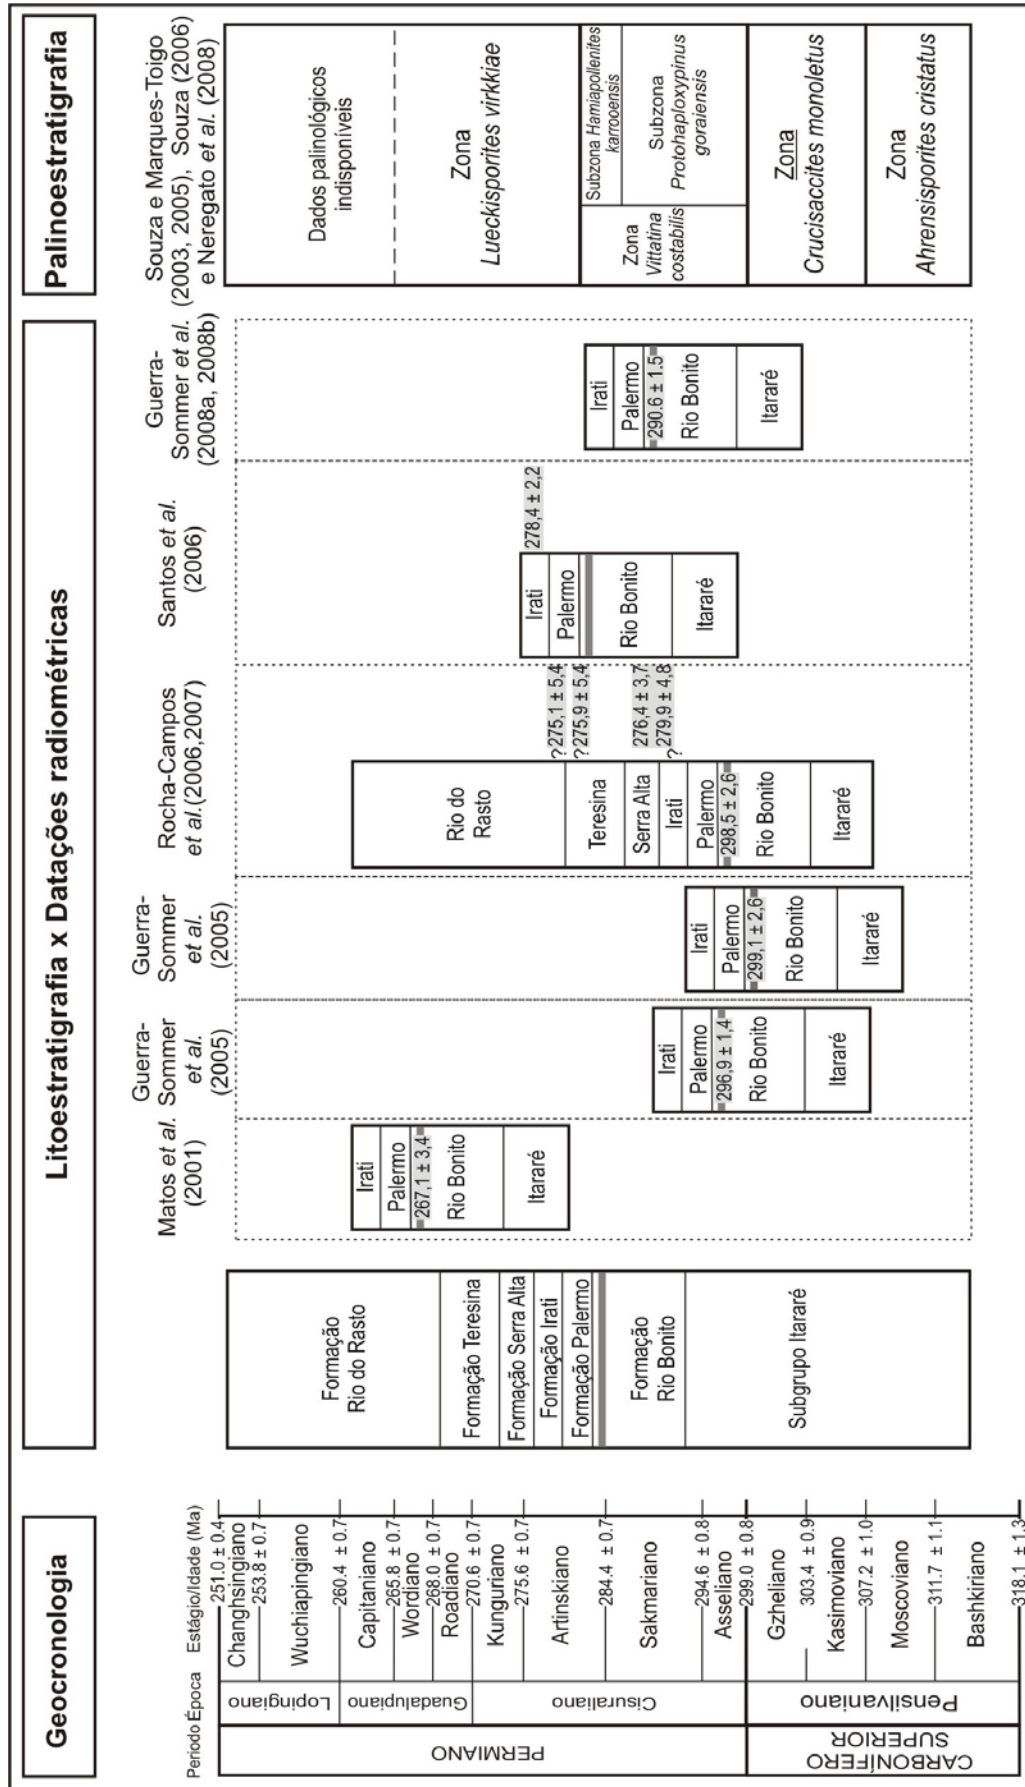 Geocronologia
Litoestratigrafia x Datações radiométricas
Palinoestratigrafia
Periodo
Época
Estágio/Idade (Ma)
251.0 ± 0.4
Changhsingiano
253.8 ± 0.7
Wuchiapingiano
260.4 ± 0.7
Capitaniano
265.8 ± 0.7
Wordiano
268.0 ± 0.7
Roadiano
270.6 ± 0.7
Kunguriano
275.6 ± 0.7
Artinskiano
284.4 ± 0.7
Sakmariano
294.6 ± 0.8
Asseliano
299.0 ± 0.8
Gzheliano
303.4 ± 0.9
Kasimoviano
307.2 ± 1.0
Moscoviano
311.7 ± 1.1
Bashkiriano
318.1 ± 1.3
Lopingiano
Guadalupiano
Cisuraliano
Pensilvaniano
PERMIANO
CARBONÍFERO
SUPERIOR
Formação
Rio do Rasto
Formação Teresina
Formação Serra Alta
Formação Irati
Formação Palermo
Formação
Rio Bonito
Subgrupo Itararé
Matos et al.
(2001)
Irati
Palermo
267,1 ± 3,4
Rio Bonito
Itararé
Guerra-
Sommer
et al.
(2005)
Irati
Palermo
296,9 ± 1,4
Rio Bonito
Itararé
Guerra-
Sommer
et al.
(2005)
Irati
Palermo
299,1 ± 2,6
Rio Bonito
Itararé
Rocha-Campos
et al.(2006,2007)
Rio do
Rasto
Teresina
Serra Alta
Irati
Palermo
298,5 ± 2,6
Rio Bonito
Itararé
?275,1 ± 5,4
?275,9 ± 5,4
276,4 ± 3,7
279,9 ± 4,8
?
Santos et al.
(2006)
278,4 ± 2,2
Irati
Palermo
Rio Bonito
Itararé
Guerra-
Sommer et al.
(2008a, 2008b)
Irati
Palermo
290.6 ± 1.5
Rio Bonito
Itararé
Souza e Marques-Toigo
(2003, 2005), Souza (2006)
e Neregato et al. (2008)
Dados palinológicos
indisponíveis
Zona
Lueckisporites virkkiae
Zona
Vittatina
costabilis
Subzona Hamiapollenites
karrooensis
Subzona
Protohaploxypinus
goraiensis
Zona
Crucisaccites monoletus
Zona
Ahrensisporites cristatus